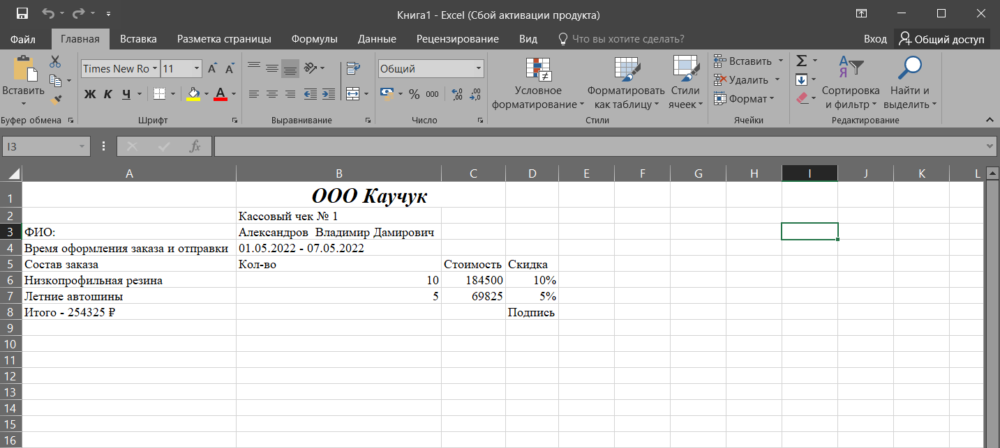 Книга1 - Excel (Сбой активации продукта)
Файл Главная Вставка Разметка страницы Формулы Данные Рецензирование Вид Что вы хотите сделать? Вход Общий доступ
Вставить
Буфер обмена
Times New Ro 11
Ж К Ч
Шрифт
Выравнивание
Общий
% 000
Число
Условное форматирование
Форматировать как таблицу
Стили ячеек
Стили
Вставить
Удалить
Формат
Ячейки
Сортировка и фильтр
Найти и выделить
Редактирование
I3 fx
A B C D E F G H I J K L
1 ООО Каучук
2 Кассовый чек № 1
3 ФИО: Александров Владимир Дамирович
4 Время оформления заказа и отправки 01.05.2022 - 07.05.2022
5 Состав заказа Кол-во Стоимость Скидка
6 Низкопрофильная резина 10 184500 10%
7 Летние автошины 5 69825 5%
8 Итого - 254325 ₽ Подпись
9
10
11
12
13
14
15
16